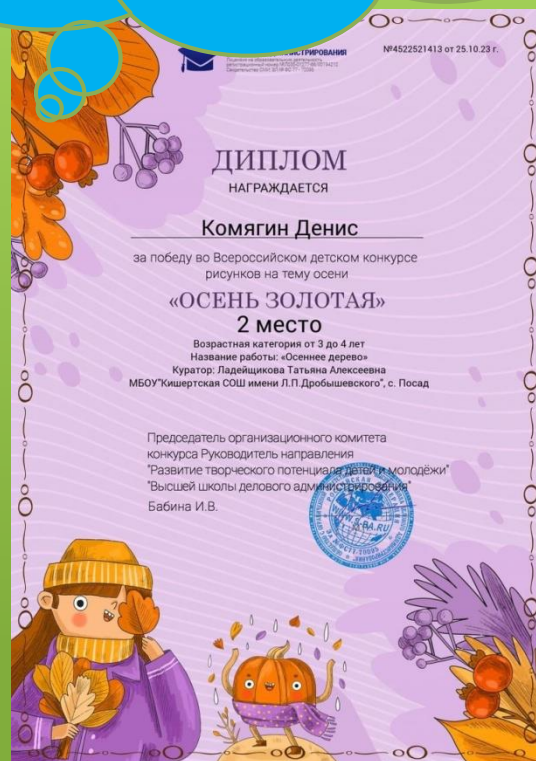 №4522521413 от 25.10.23 г.
ДИПЛОМ
НАГРАЖДАЕТСЯ
Комягин Денис
за победу во Всероссийском детском конкурсе
рисунков на тему осени
«ОСЕНЬ ЗОЛОТАЯ»
2 место
Возрастная категория от 3 до 4 лет
Название работы: «Осеннее дерево»
Куратор: Ладейщикова Татьяна Алексеевна
МБОУ"Кишертская СОШ имени Л.П.Дробышевского", с. Посад
Председатель организационного комитета
конкурса Руководитель направления
"Развитие творческого потенциала детей и молодёжи"
"Высшей школы делового администрирования"
Бабина И.В.